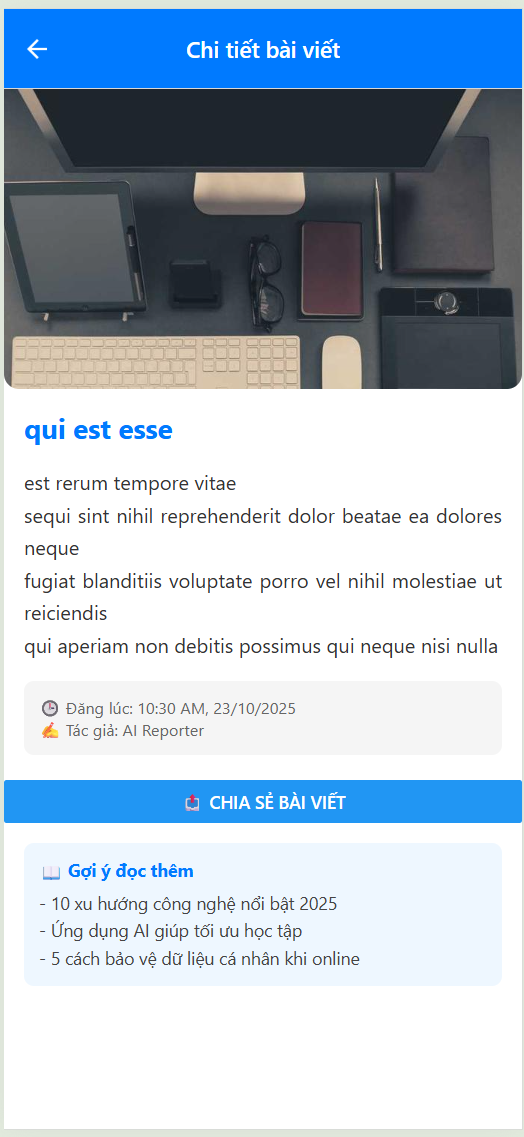 Chi tiết bài viết
qui est esse
est rerum tempore vitae
sequi sint nihil reprehenderit dolor beatae ea dolores
neque
fugiat blanditiis voluptate porro vel nihil molestiae ut
reiciendis
qui aperiam non debitis possimus qui neque nisi nulla
🕒 Đăng lúc: 10:30 AM, 23/10/2025
✍️ Tác giả: AI Reporter
📤 CHIA SẺ BÀI VIẾT
📖 Gợi ý đọc thêm
- 10 xu hướng công nghệ nổi bật 2025
- Ứng dụng AI giúp tối ưu học tập
- 5 cách bảo vệ dữ liệu cá nhân khi online